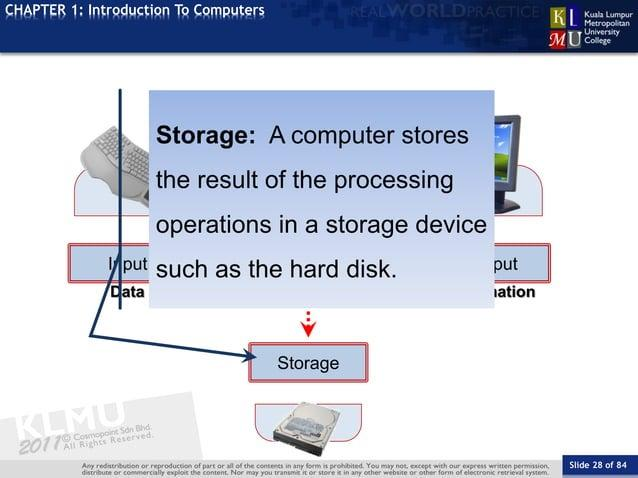 CHAPTER 1: Introduction To Computers
REALWORLDPRACTICE
KLMU
Kuala Lumpur
Metropolitan
University
College
Storage: A computer stores
the result of the processing
operations in a storage device
such as the hard disk.
Input
put
Data
mation
Storage
KLMU
2011© Cosmopoint Sdn Bhd.
All Rights Reserved.
Any redistribution or reproduction of part or all of the contents in any form is prohibited. You may not, except with our express written permission,
distribute or commercially exploit the content. Nor may you transmit it or store it in any other website or other form of electronic retrieval system.
Slide 28 of 84